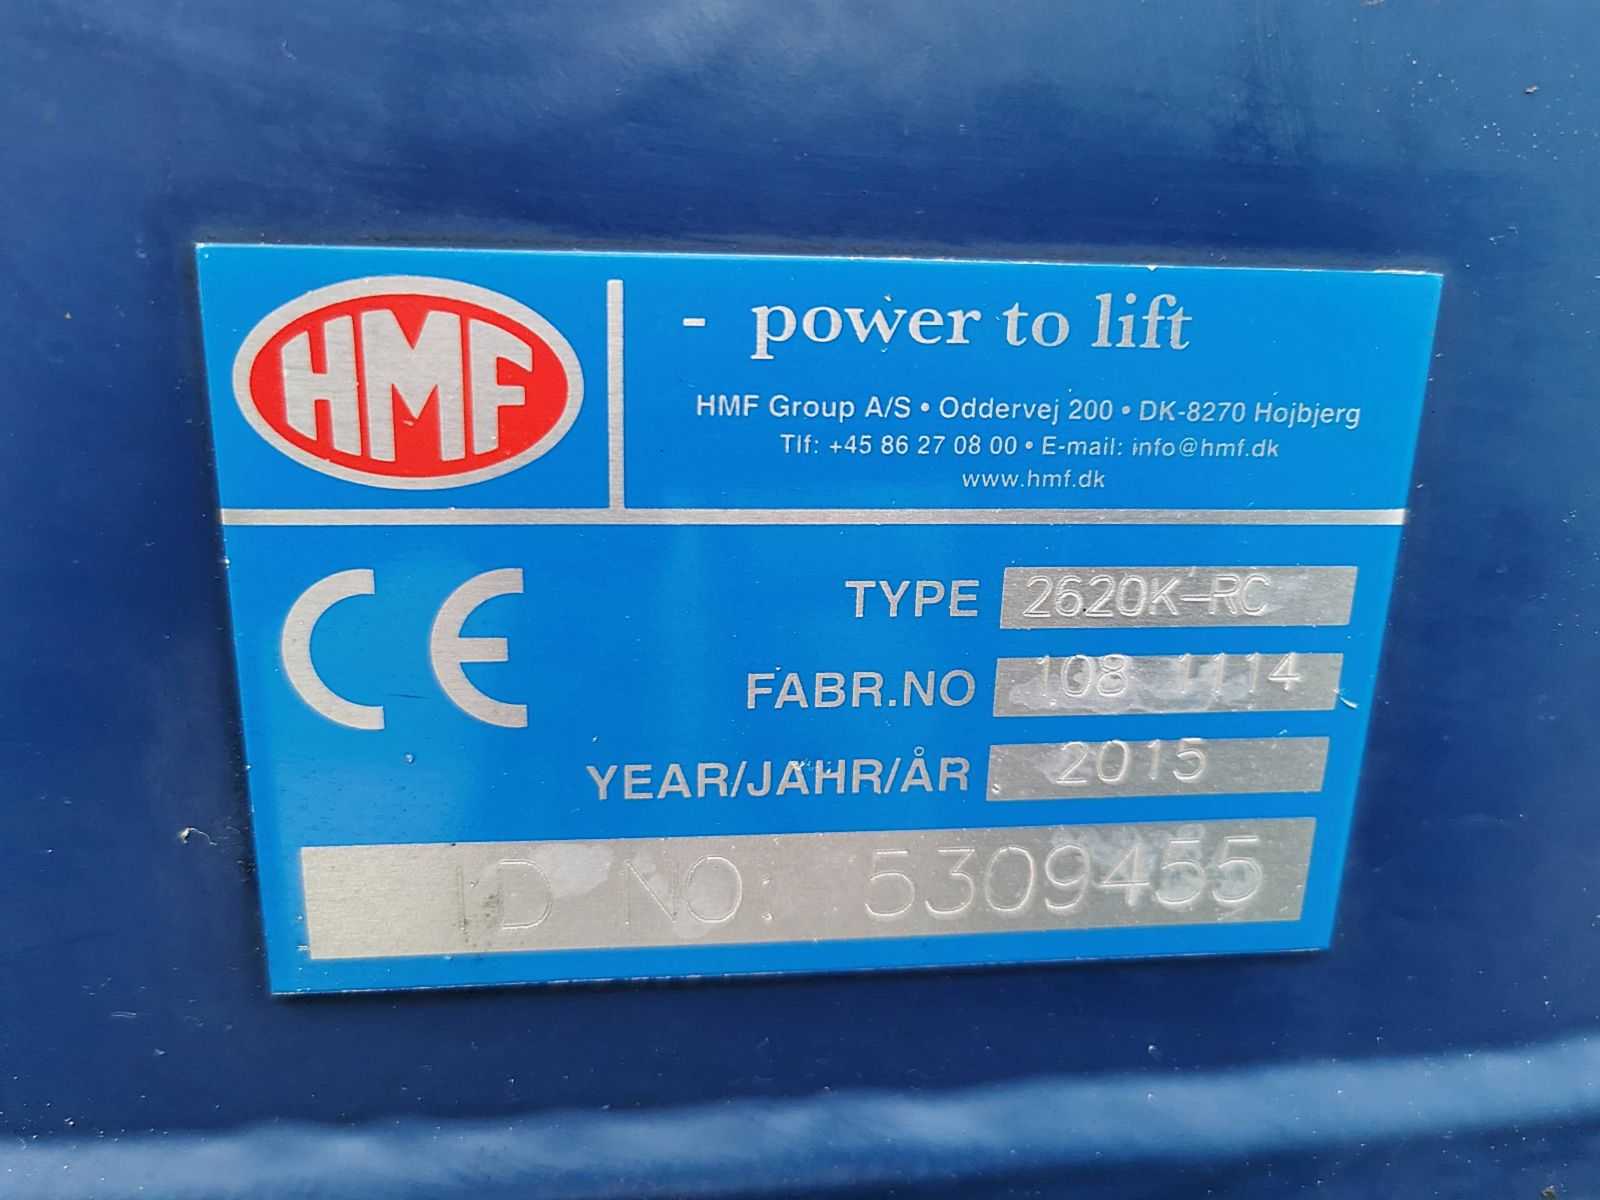 HMF
- power to lift
HMF Group A/S • Oddervej 200 • DK-8270 Hojbjerg
Tlf: +45 86 27 08 00 • E-mail: info@hmf.dk
www.hmf.dk
CE
TYPE 2620K-RC
FABR.NO 108 1114
YEAR/JAHR/ÅR 2015
ID NO: 5309455